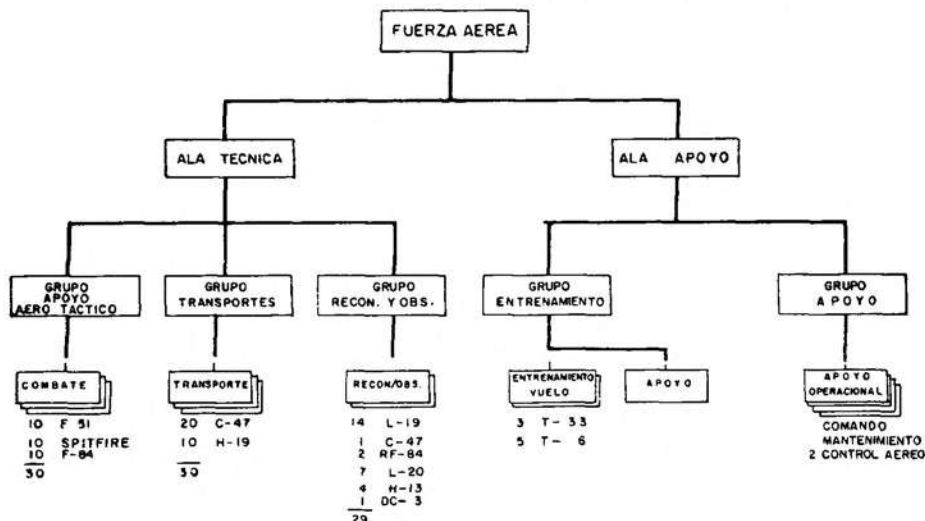 FUERZA AEREA
ALA TECNICA
ALA APOYO
GRUPO
APOYO
AERO TACTICO
GRUPO
TRANSPORTES
GRUPO
RECON. Y OBS.
GRUPO
ENTRENAMIENTO
GRUPO
APOYO
COMBATE
10 F 51
10 SPITFIRE
10 F-84
30
TRANSPORTE
20 C-47
10 H-19
30
RECON/OBS.
14 L-19
1 C-47
2 RF-84
7 L-20
4 H-13
1 DC-3
29
ENTRENAMIENTO
VUELO
3 T-33
5 T-6
APOYO
APOYO
OPERACIONAL
COMANDO
MANTENIMIENTO
2 CONTROL AEREO